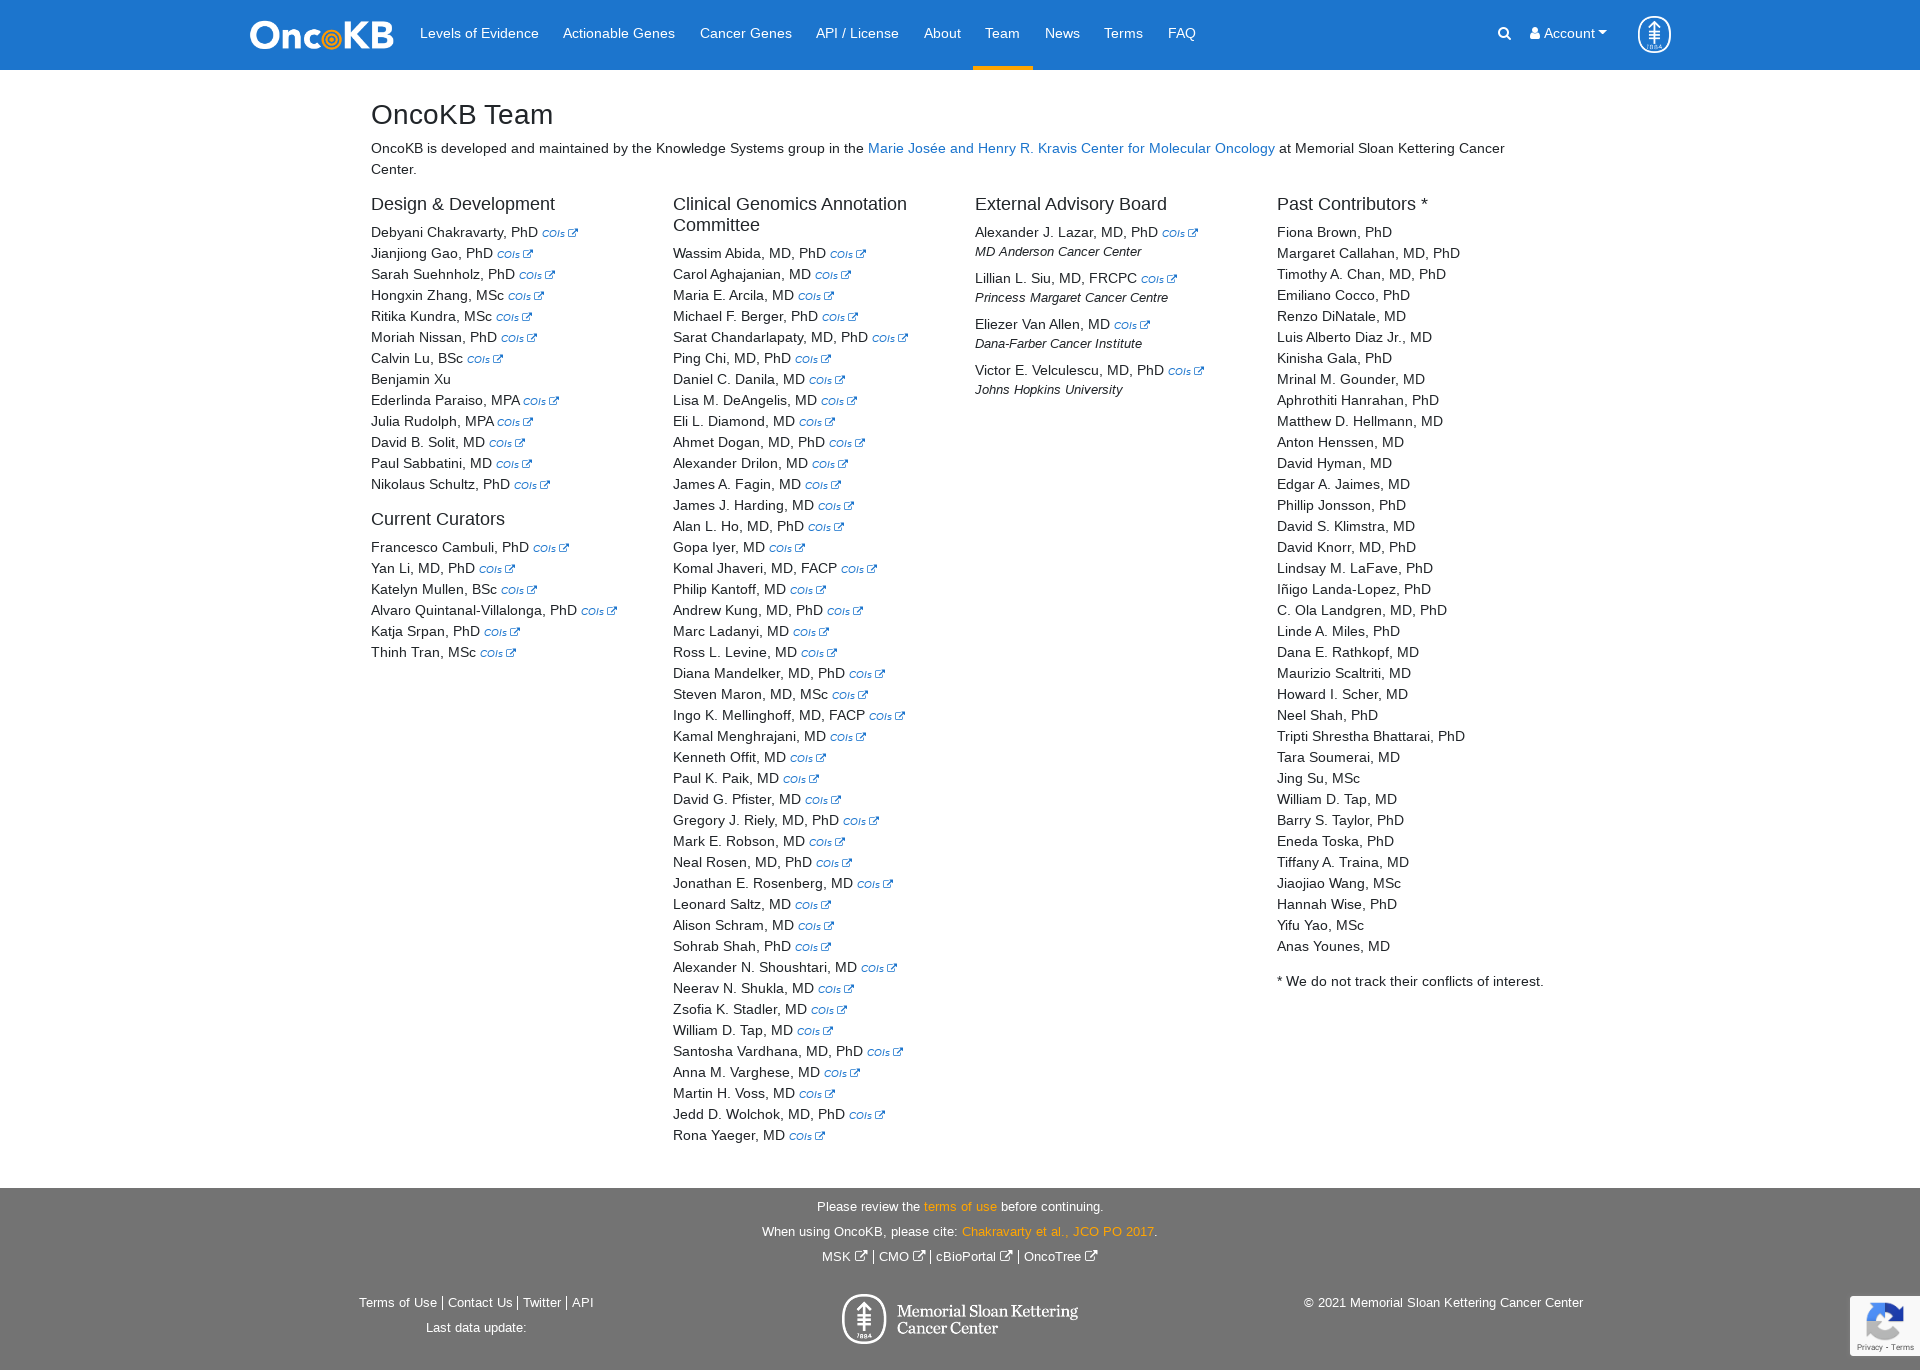 OncoKB Levels of Evidence Actionable Genes Cancer Genes API / License About Team News Terms FAQ Account
OncoKB Team
OncoKB is developed and maintained by the Knowledge Systems group in the Marie Josée and Henry R. Kravis Center for Molecular Oncology at Memorial Sloan Kettering Cancer
Center.
Design & Development
Debyani Chakravarty, PhD COIs
Jianjiong Gao, PhD COIs
Sarah Suehnholz, PhD COIs
Hongxin Zhang, MSc COIs
Ritika Kundra, MSc COIs
Moriah Nissan, PhD COIs
Calvin Lu, BSc COIs
Benjamin Xu
Ederlinda Paraiso, MPA COIs
Julia Rudolph, MPA COIs
David B. Solit, MD COIs
Paul Sabbatini, MD COIs
Nikolaus Schultz, PhD COIs
Current Curators
Francesco Cambuli, PhD COIs
Yan Li, MD, PhD COIs
Katelyn Mullen, BSc COIs
Alvaro Quintanal-Villalonga, PhD COIs
Katja Srpan, PhD COIs
Thinh Tran, MSc COIs
Clinical Genomics Annotation
Committee
Wassim Abida, MD, PhD COIs
Carol Aghajanian, MD COIs
Maria E. Arcila, MD COIs
Michael F. Berger, PhD COIs
Sarat Chandarlapaty, MD, PhD COIs
Ping Chi, MD, PhD COIs
Daniel C. Danila, MD COIs
Lisa M. DeAngelis, MD COIs
Eli L. Diamond, MD COIs
Ahmet Dogan, MD, PhD COIs
Alexander Drilon, MD COIs
James A. Fagin, MD COIs
James J. Harding, MD COIs
Alan L. Ho, MD, PhD COIs
Gopa Iyer, MD COIs
Komal Jhaveri, MD, FACP COIs
Philip Kantoff, MD COIs
Andrew Kung, MD, PhD COIs
Marc Ladanyi, MD COIs
Ross L. Levine, MD COIs
Diana Mandelker, MD, PhD COIs
Steven Maron, MD, MSc COIs
Ingo K. Mellinghoff, MD, FACP COIs
Kamal Menghrajani, MD COIs
Kenneth Offit, MD COIs
Paul K. Paik, MD COIs
David G. Pfister, MD COIs
Gregory J. Riely, MD, PhD COIs
Mark E. Robson, MD COIs
Neal Rosen, MD, PhD COIs
Jonathan E. Rosenberg, MD COIs
Leonard Saltz, MD COIs
Alison Schram, MD COIs
Sohrab Shah, PhD COIs
Alexander N. Shoushtari, MD COIs
Neerav N. Shukla, MD COIs
Zsofia K. Stadler, MD COIs
William D. Tap, MD COIs
Santosha Vardhana, MD, PhD COIs
Anna M. Varghese, MD COIs
Martin H. Voss, MD COIs
Jedd D. Wolchok, MD, PhD COIs
Rona Yaeger, MD COIs
External Advisory Board
Alexander J. Lazar, MD, PhD COIs
MD Anderson Cancer Center
Lillian L. Siu, MD, FRCPC COIs
Princess Margaret Cancer Centre
Eliezer Van Allen, MD COIs
Dana-Farber Cancer Institute
Victor E. Velculescu, MD, PhD COIs
Johns Hopkins University
Past Contributors *
Fiona Brown, PhD
Margaret Callahan, MD, PhD
Timothy A. Chan, MD, PhD
Emiliano Cocco, PhD
Renzo DiNatale, MD
Luis Alberto Diaz Jr., MD
Kinisha Gala, PhD
Mrinal M. Gounder, MD
Aphrothiti Hanrahan, PhD
Matthew D. Hellmann, MD
Anton Henssen, MD
David Hyman, MD
Edgar A. Jaimes, MD
Phillip Jonsson, PhD
David S. Klimstra, MD
David Knorr, MD, PhD
Lindsay M. LaFave, PhD
Iñigo Landa-Lopez, PhD
C. Ola Landgren, MD, PhD
Linde A. Miles, PhD
Dana E. Rathkopf, MD
Maurizio Scaltriti, MD
Howard I. Scher, MD
Neel Shah, PhD
Tripti Shrestha Bhattarai, PhD
Tara Soumerai, MD
Jing Su, MSc
William D. Tap, MD
Barry S. Taylor, PhD
Eneda Toska, PhD
Tiffany A. Traina, MD
Jiaojiao Wang, MSc
Hannah Wise, PhD
Yifu Yao, MSc
Anas Younes, MD
* We do not track their conflicts of interest.
Please review the terms of use before continuing.
When using OncoKB, please cite: Chakravarty et al., JCO PO 2017.
MSK | CMO | cBioPortal | OncoTree
Terms of Use | Contact Us | Twitter | API
Last data update:
1884
Memorial Sloan Kettering
Cancer Center
© 2021 Memorial Sloan Kettering Cancer Center
Privacy - Terms